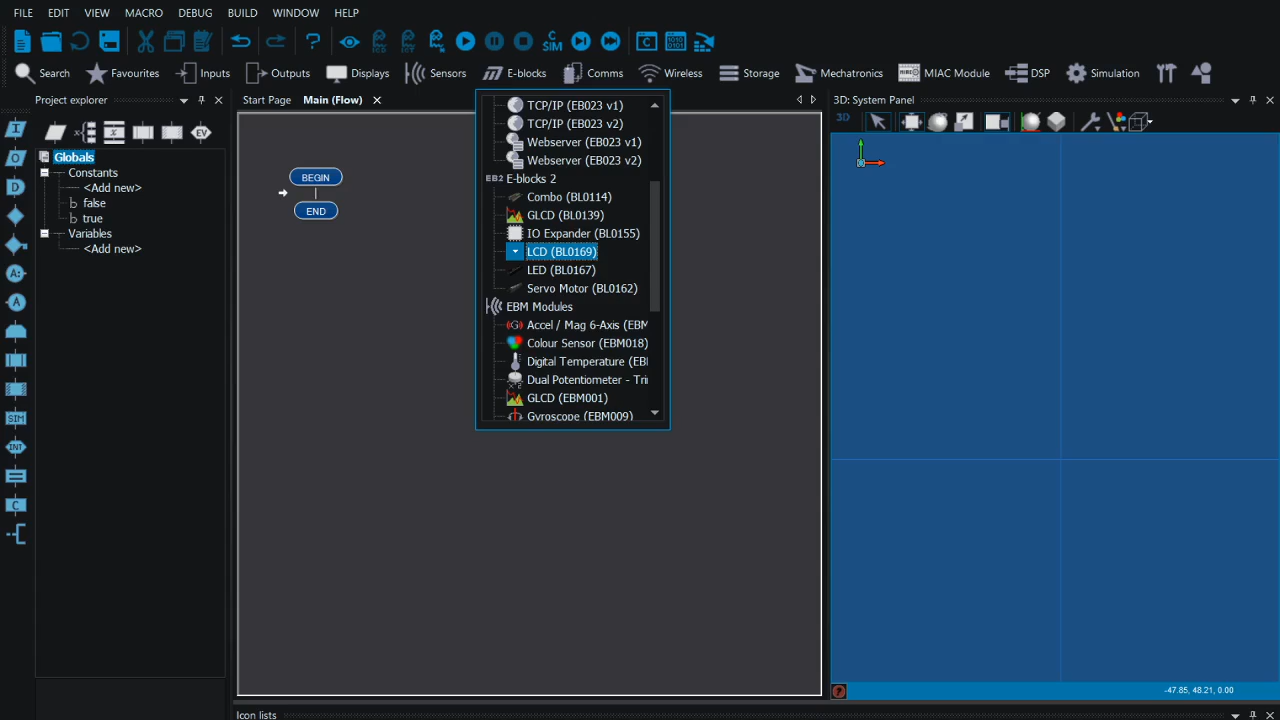 FILE EDIT VIEW MACRO DEBUG BUILD WINDOW HELP
C SIM
Search Favourites Inputs Outputs Displays Sensors E-blocks Comms Wireless Storage Mechatronics MIAC Module DSP Simulation
Project explorer
Globals
Constants
<Add new>
false
true
Variables
<Add new>
Start Page Main (Flow)
BEGIN
END
TCP/IP (EB023 v1)
TCP/IP (EB023 v2)
Webserver (EB023 v1)
Webserver (EB023 v2)
EB2 E-blocks 2
Combo (BL0114)
GLCD (BL0139)
IO Expander (BL0155)
LCD (BL0169)
LED (BL0167)
Servo Motor (BL0162)
EBM Modules
Accel / Mag 6-Axis (EBM
Colour Sensor (EBM018)
Digital Temperature (EB
Dual Potentiometer - Tri
GLCD (EBM001)
Gyroscope (EBM009)
3D: System Panel
3D
-47.85, 48.21, 0.00
Icon lists